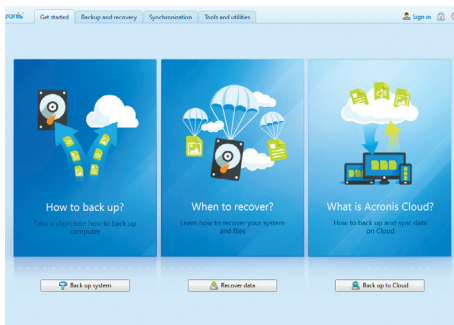 cronis
Get started
Backup and recovery
Synchronization
Tools and utilities
Sign in
How to back up?
Take a short tour how to back up
computer
When to recover?
Learn how to recover your system
and files
What is Acronis Cloud?
How to back up and sync data
on Cloud
Back up system
Recover data
Back up to Cloud